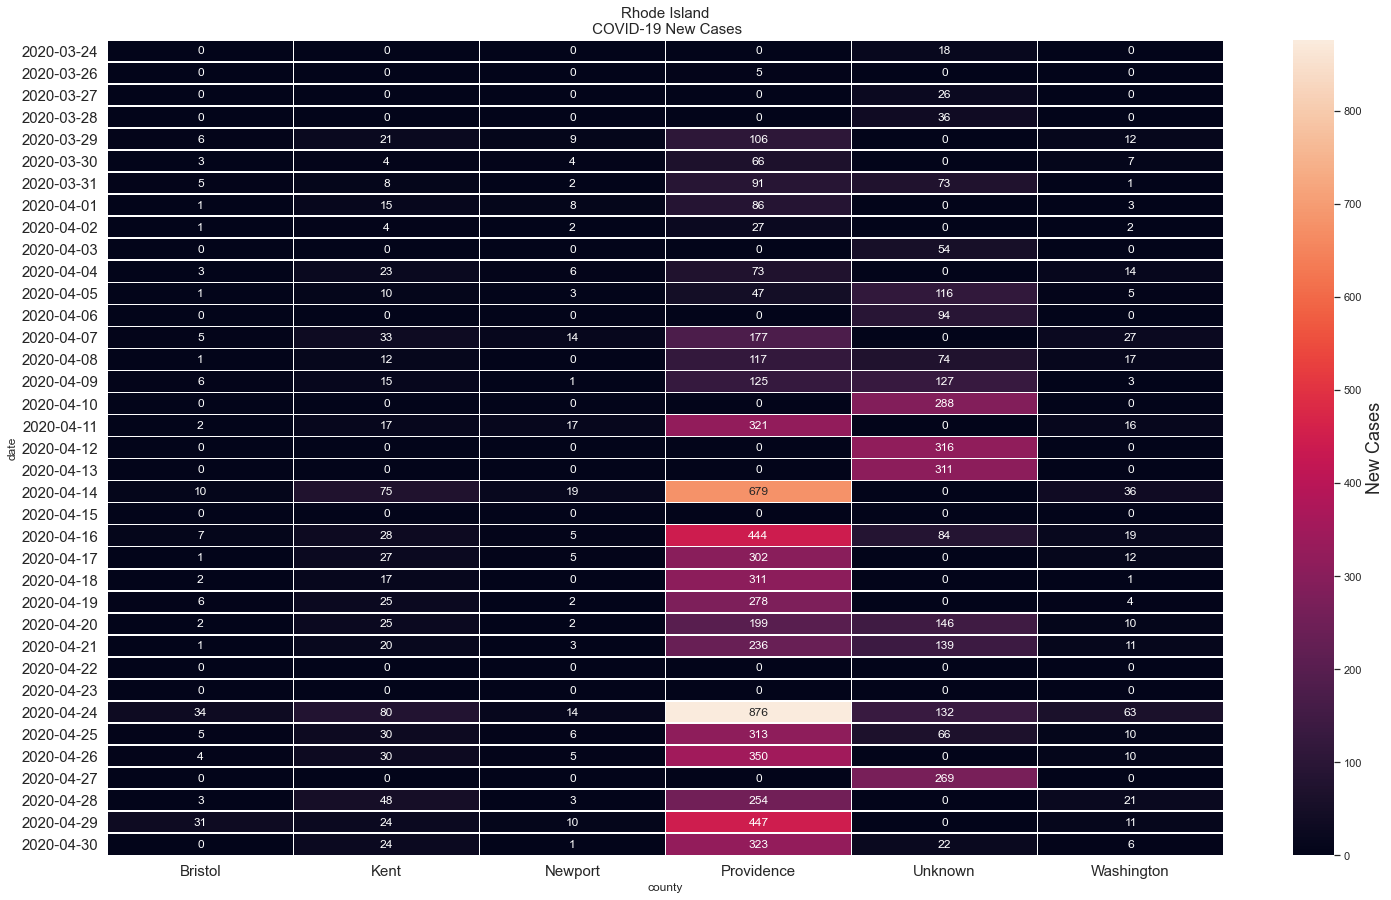 Rhode Island
COVID-19 New Cases
2020-03-24 0 0 0 0 18 0
2020-03-26 0 0 0 5 0 0
2020-03-27 0 0 0 0 26 0
2020-03-28 0 0 0 0 36 0
2020-03-29 6 21 9 106 0 12
2020-03-30 3 4 4 66 0 7
2020-03-31 5 8 2 91 73 1
2020-04-01 1 15 8 86 0 3
2020-04-02 1 4 2 27 0 2
2020-04-03 0 0 0 0 54 0
2020-04-04 3 23 6 73 0 14
2020-04-05 1 10 3 47 116 5
2020-04-06 0 0 0 0 94 0
2020-04-07 5 33 14 177 0 27
2020-04-08 1 12 0 117 74 17
2020-04-09 6 15 1 125 127 3
2020-04-10 0 0 0 0 288 0
2020-04-11 2 17 17 321 0 16
2020-04-12 0 0 0 0 316 0
2020-04-13 0 0 0 0 311 0
2020-04-14 10 75 19 679 0 36
2020-04-15 0 0 0 0 0 0
2020-04-16 7 28 5 444 84 19
2020-04-17 1 27 5 302 0 12
2020-04-18 2 17 0 311 0 1
2020-04-19 6 25 2 278 0 4
2020-04-20 2 25 2 199 146 10
2020-04-21 1 20 3 236 139 11
2020-04-22 0 0 0 0 0 0
2020-04-23 0 0 0 0 0 0
2020-04-24 34 80 14 876 132 63
2020-04-25 5 30 6 313 66 10
2020-04-26 4 30 5 350 0 10
2020-04-27 0 0 0 0 269 0
2020-04-28 3 48 3 254 0 21
2020-04-29 31 24 10 447 0 11
2020-04-30 0 24 1 323 22 6
Bristol Kent Newport Providence Unknown Washington
county
date
800
700
600
500
400
300
200
100
0
New Cases